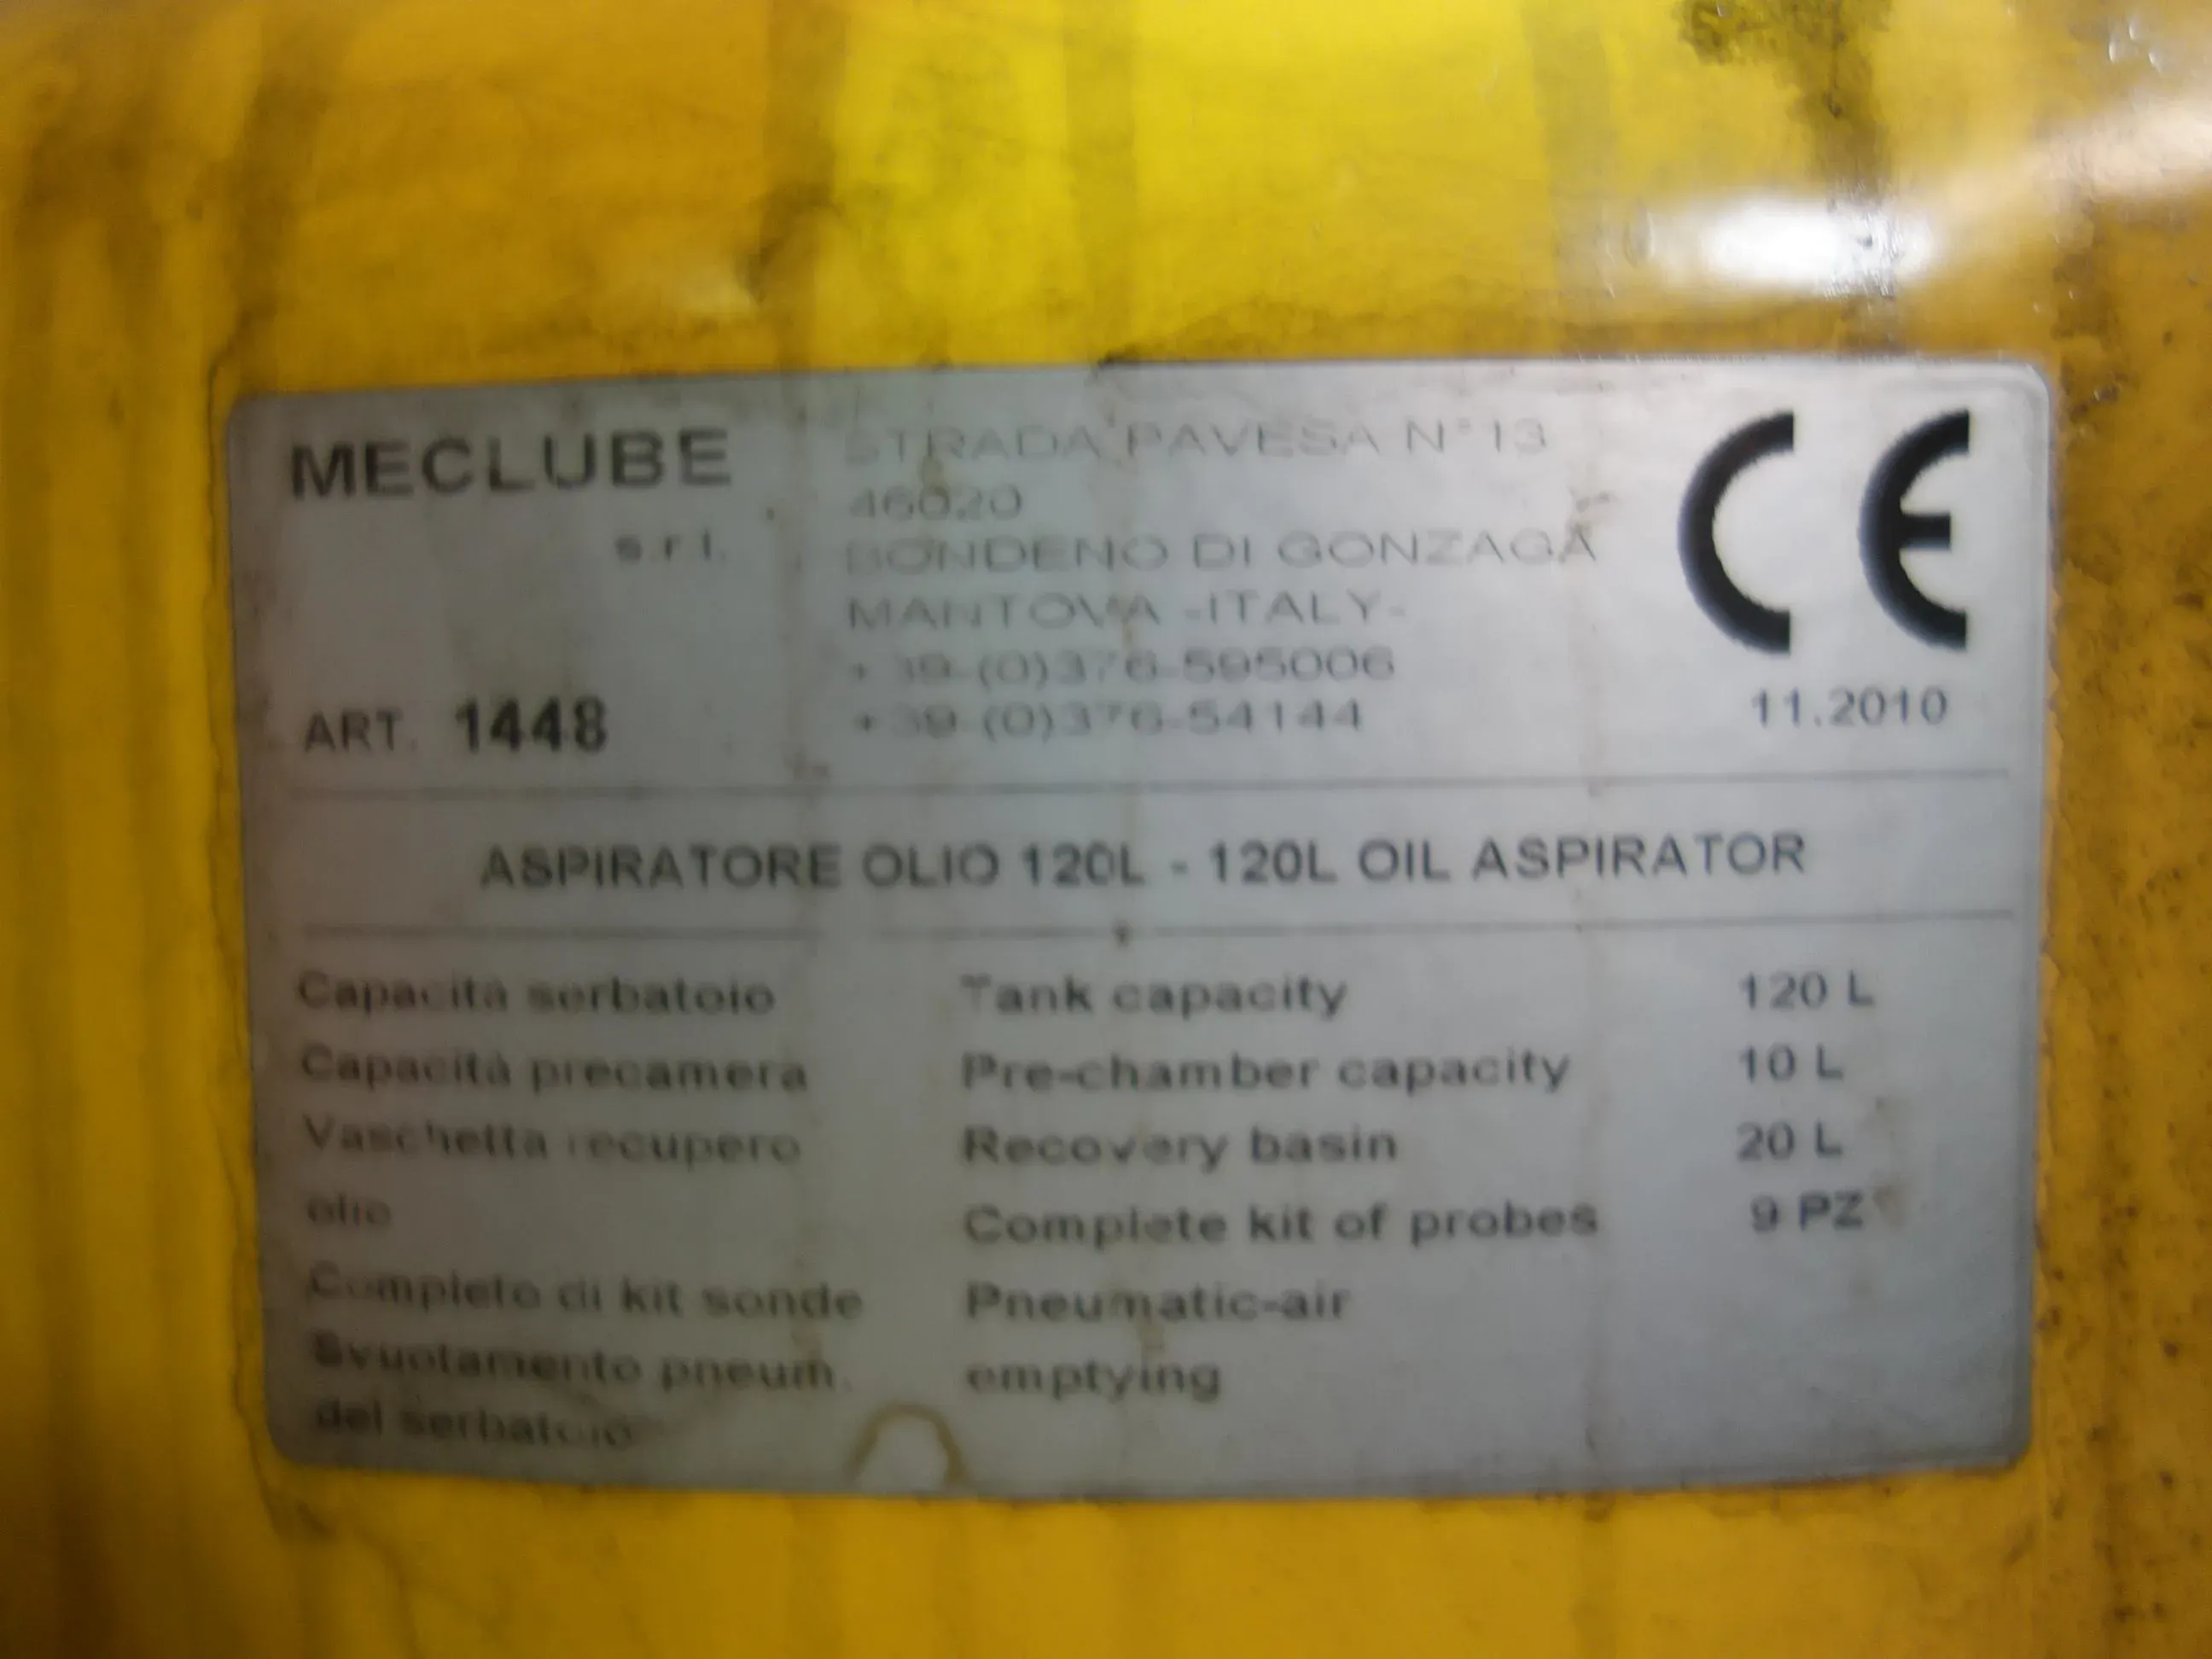 MECLUBE
s.r.l.
STRADA PAVESA N° 13
46020
BONDENO DI GONZAGA
MANTOVA -ITALY-
+ 39-(0)376-595006
+ 39-(0)376-54144
CE
11.2010
ART. 1448
ASPIRATORE OLIO 120L - 120L OIL ASPIRATOR
Capacità serbatoio
Capacità precamera
Vaschetta recupero
olio
Completo di kit sonde
Svuotamento pneum.
del serbatoio
Tank capacity
Pre-chamber capacity
Recovery basin
Complete kit of probes
Pneumatic-air
emptying
120 L
10 L
20 L
9 PZ